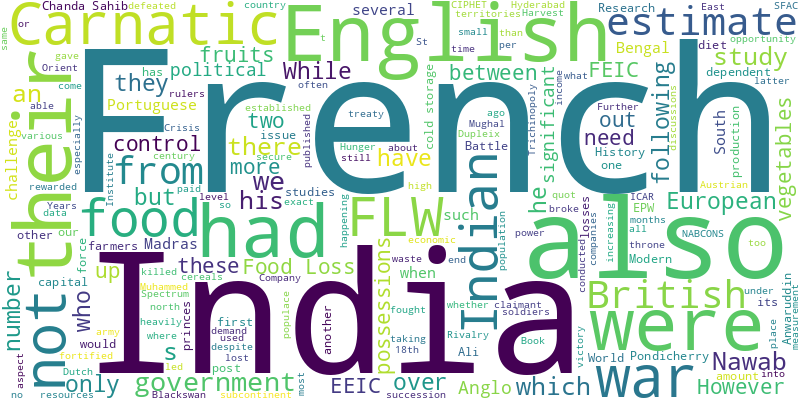 French
India
English
Carnatic
also
had
were
war
their
not
FLW
food
from
estimate
Indian
British
study
government
European
Nawab
However
which
Anglo
over
EEIC
FEIC
political
fruits
While
between
Bengal
significant
following
out
need
he
vegetables
South
Portuguese
Chanda Sahib
defeated
several
or
country
same
gave
Orient
come
has
rulers
able
often
treaty
time
East
St
t
small
than
per
CIPHET
territories
Hyderabad
Harvest
Research
SFAC
opportunity
diet
dependent
latter
an
they
two
there
more
control
but
we
his
have
challenge
various
especially
Crisis
established
century
issue
ago
Mughal
Hunger
Dupleix
secure
published
still
about
Battle
cold storage
Trichinopoly
income
what
Further
History
one
production
discussions
Austrian
Institute
rewarded
Years
data
our
other
paid
level
so
studies
exact
high
such
happening
population
quot
broke
ICAR
EPW
months
all
throne
Modern
increasing
NABCONS
too
farmers
Madras
up
these
Food Loss
who
force
killed
Muhammed
waste
cereals
Company
Spectrum
north
heavily
where
is
number
capital
would
princes
first
demand
used
despite
lost
post
populace
another
possessions
when
economic
end
power
whether
claimant
fought
soldiers
taking
Rivalry
18th
Ali
Book
victory
conducted
losses
companies
World
Pondicherry
under
its
Anwaruddin
measurement
place
into
amount
only
aspect
fortified
army
Dutch
no
resources
led
Blackswan
subcontinent
most
succession